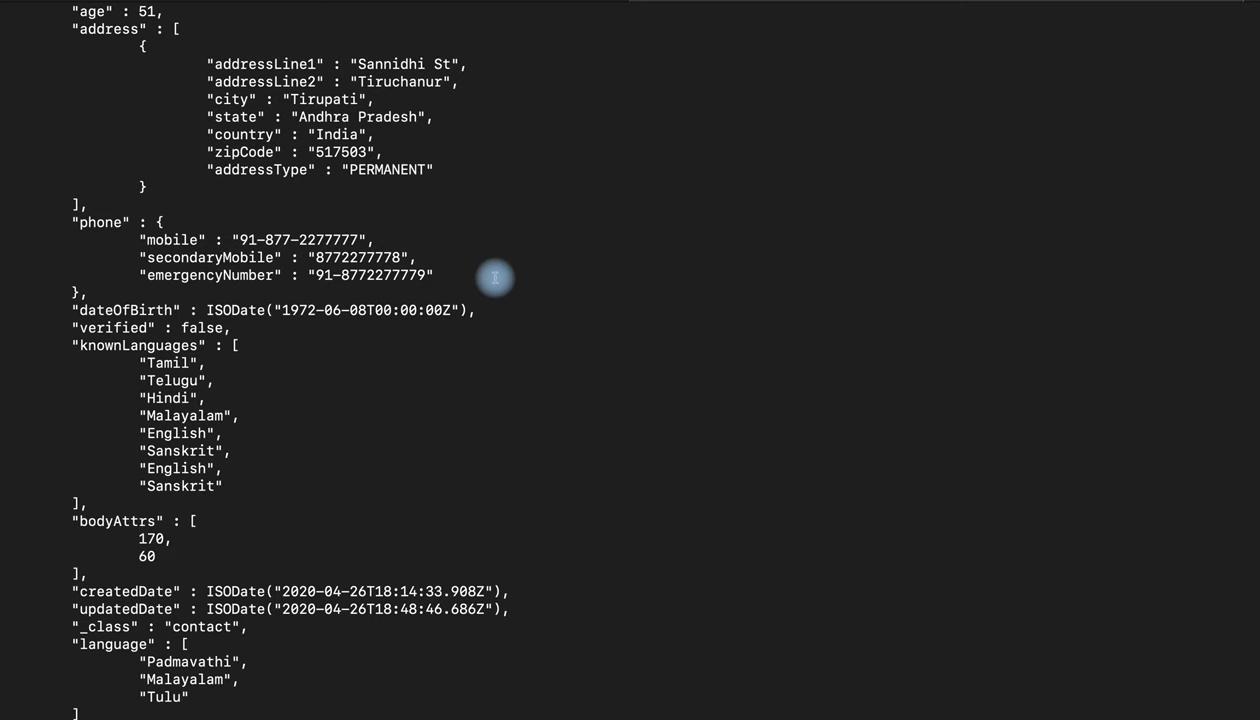 "age" : 51,
"address" : [
{
"addressLine1" : "Sannidhi St",
"addressLine2" : "Tiruchanur",
"city" : "Tirupati",
"state" : "Andhra Pradesh",
"country" : "India",
"zipCode" : "517503",
"addressType" : "PERMANENT"
}
],
"phone" : {
"mobile" : "91-877-2277777",
"secondaryMobile" : "8772277778",
"emergencyNumber" : "91-8772277779"
},
"dateOfBirth" : ISODate("1972-06-08T00:00:00Z"),
"verified" : false,
"knownLanguages" : [
"Tamil",
"Telugu",
"Hindi",
"Malayalam",
"English",
"Sanskrit",
"English",
"Sanskrit"
],
"bodyAttrs" : [
170,
60
],
"createdDate" : ISODate("2020-04-26T18:14:33.908Z"),
"updatedDate" : ISODate("2020-04-26T18:48:46.686Z"),
"_class" : "contact",
"language" : [
"Padmavathi",
"Malayalam",
"Tulu"
]